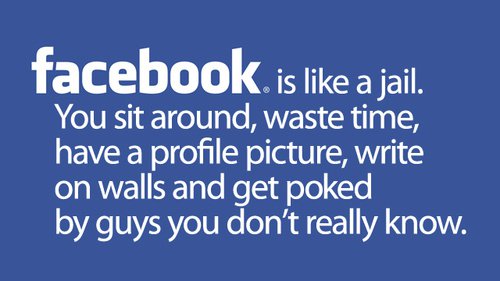 facebook® is like a jail.
You sit around, waste time,
have a profile picture, write
on walls and get poked
by guys you don't really know.